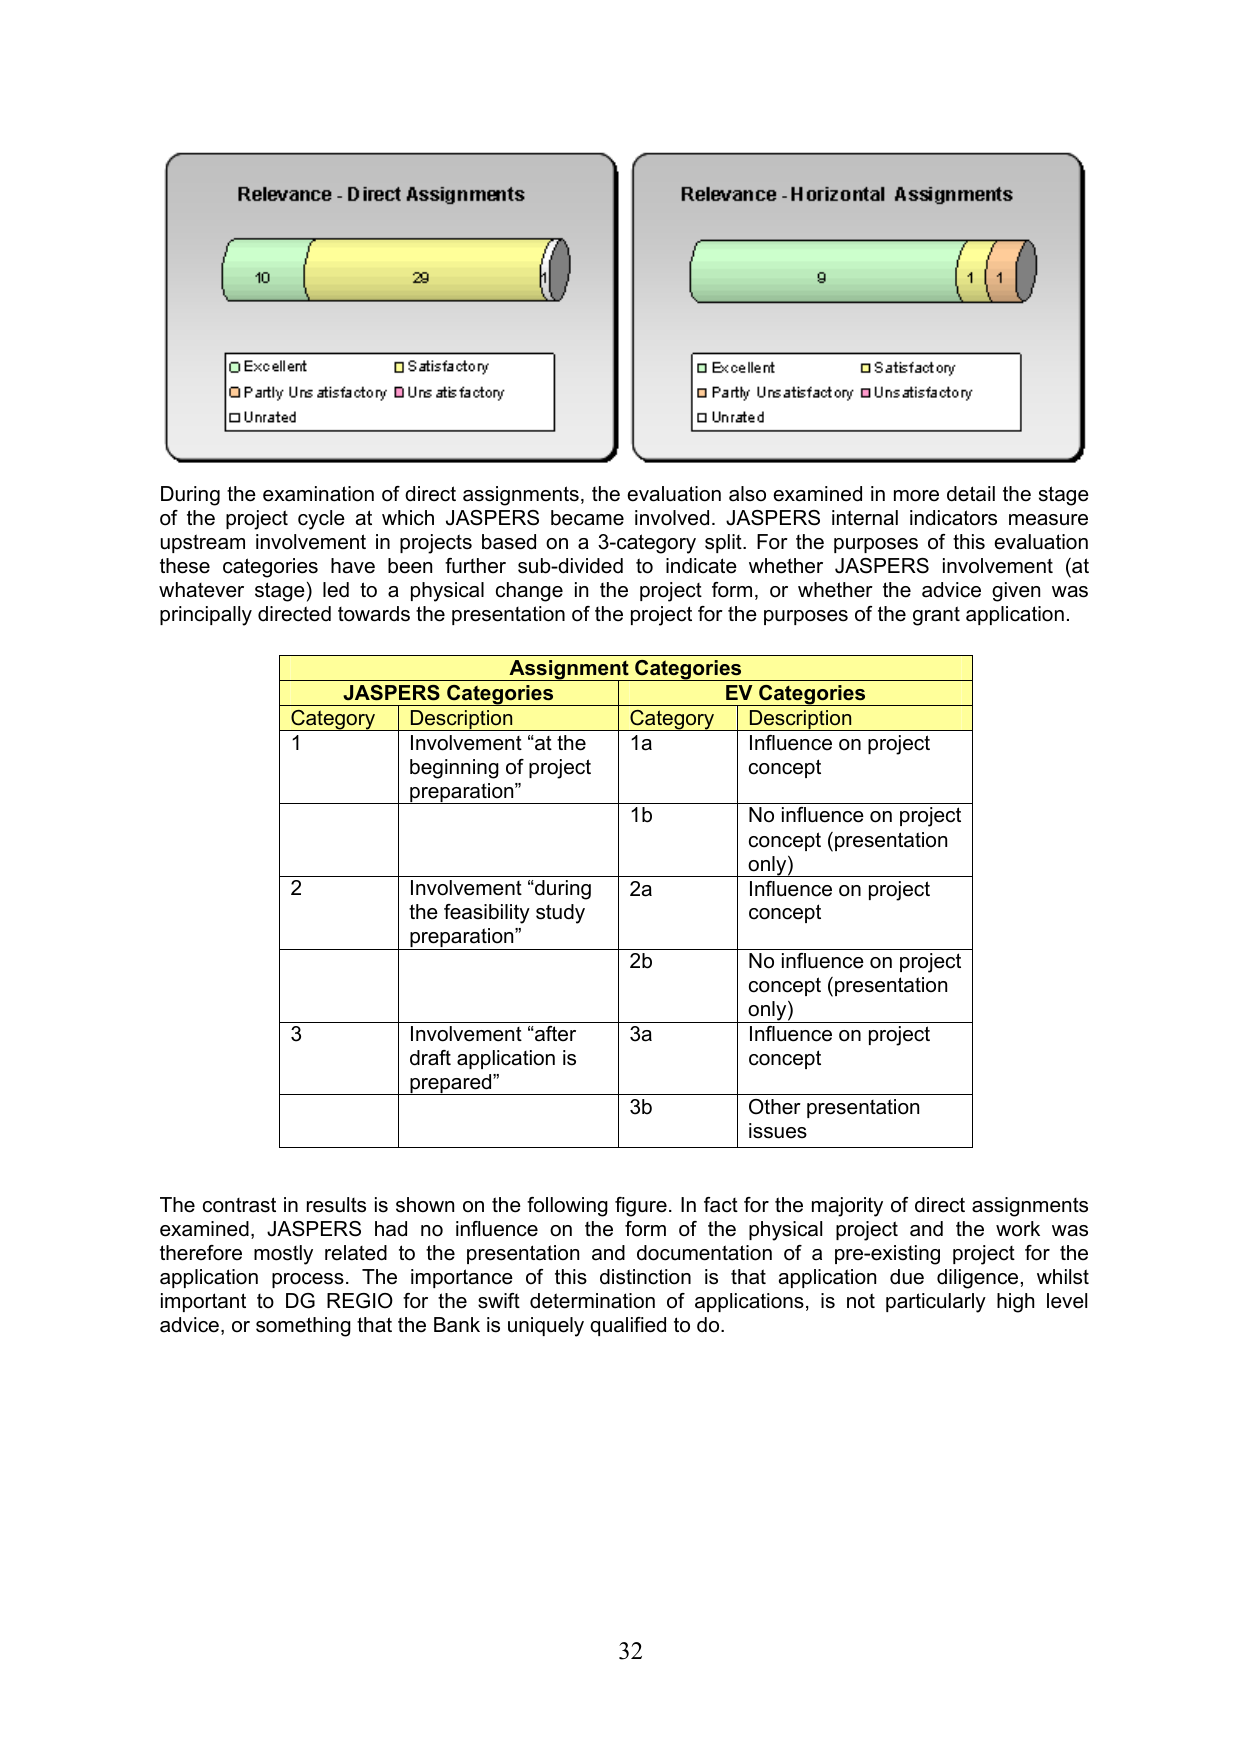 Relevance - Direct Assignments
10 29 1
Excellent Satisfactory
Partly Unsatisfactory Unsatisfactory
Unrated
Relevance - Horizontal Assignments
9 1 1
Excellent Satisfactory
Partly Unsatisfactory Unsatisfactory
Unrated
During the examination of direct assignments, the evaluation also examined in more detail the stage
of the project cycle at which JASPERS became involved. JASPERS internal indicators measure
upstream involvement in projects based on a 3-category split. For the purposes of this evaluation
these categories have been further sub-divided to indicate whether JASPERS involvement (at
whatever stage) led to a physical change in the project form, or whether the advice given was
principally directed towards the presentation of the project for the purposes of the grant application.
Assignment Categories
JASPERS Categories EV Categories
Category Description Category Description
1 Involvement “at the 1a Influence on project
beginning of project concept
preparation”
1b No influence on project
concept (presentation
only)
2 Involvement “during 2a Influence on project
the feasibility study concept
preparation”
2b No influence on project
concept (presentation
only)
3 Involvement “after 3a Influence on project
draft application is concept
prepared”
3b Other presentation
issues
The contrast in results is shown on the following figure. In fact for the majority of direct assignments
examined, JASPERS had no influence on the form of the physical project and the work was
therefore mostly related to the presentation and documentation of a pre-existing project for the
application process. The importance of this distinction is that application due diligence, whilst
important to DG REGIO for the swift determination of applications, is not particularly high level
advice, or something that the Bank is uniquely qualified to do.
32